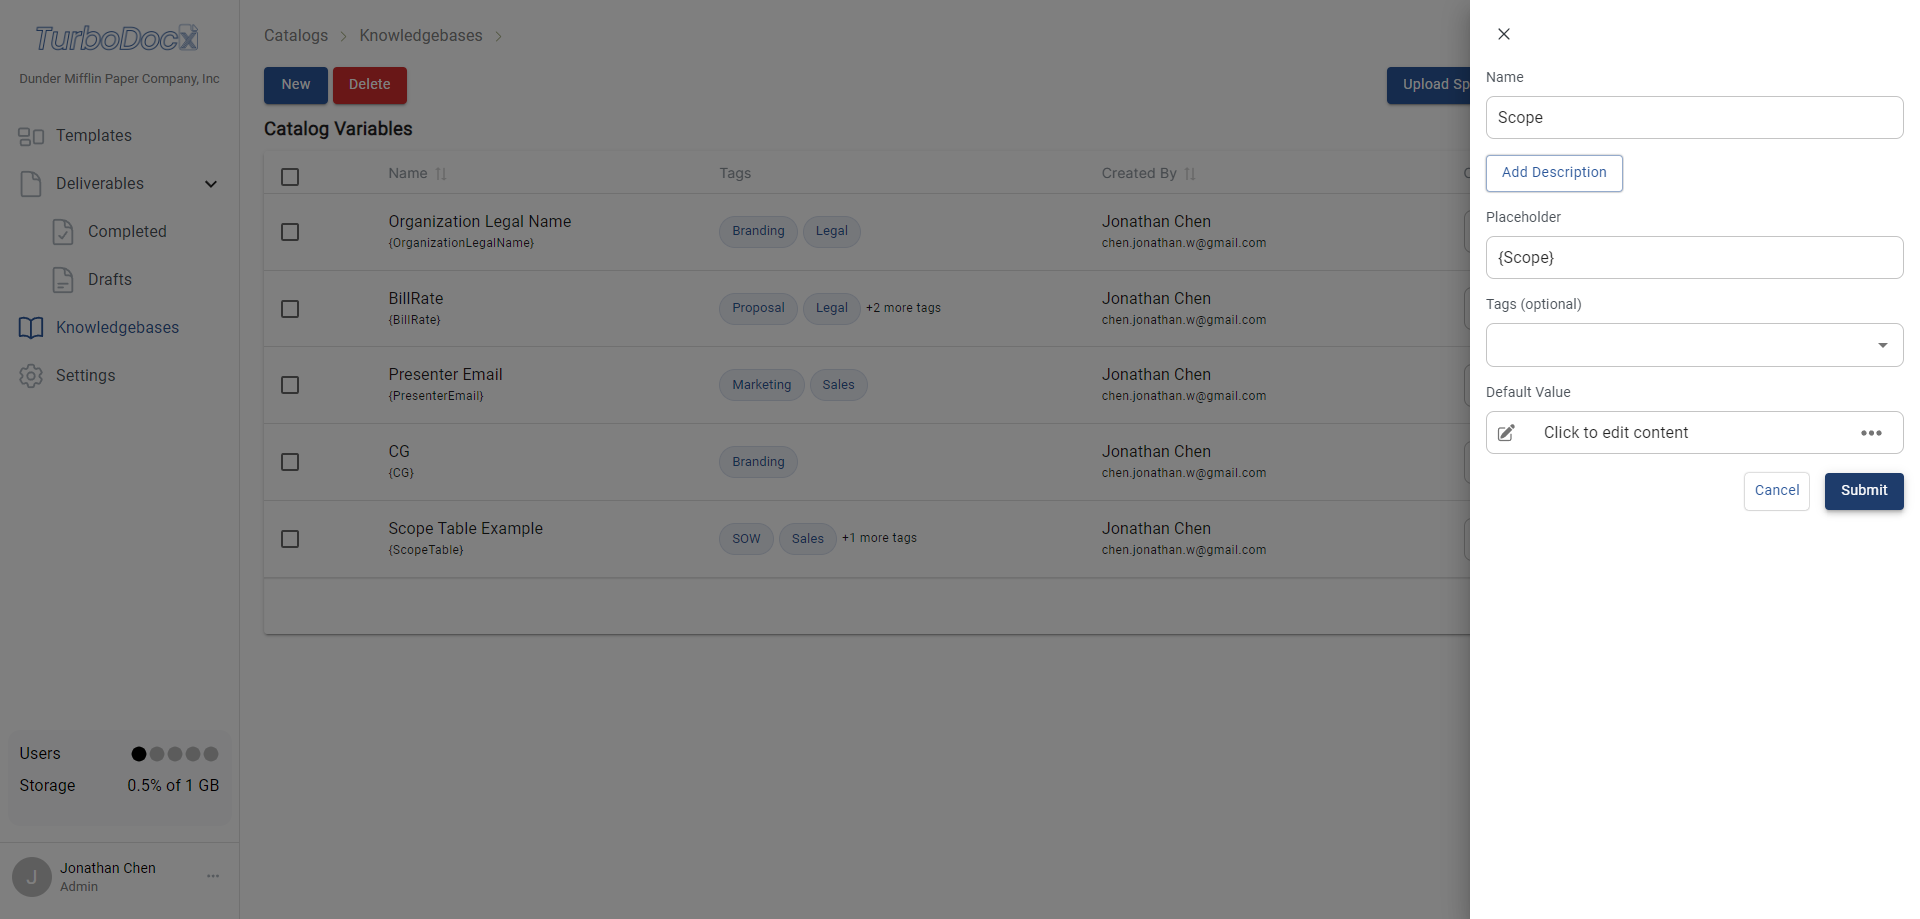 TurboDocX
Dunder Mifflin Paper Company, Inc
Templates
Deliverables
Completed
Drafts
Knowledgebases
Settings
Users
Storage 0.5% of 1 GB
J
Jonathan Chen
Admin
Catalogs > Knowledgebases >
New Delete Upload Sp
Catalog Variables
Name Tags Created By
Organization Legal Name Branding Legal Jonathan Chen
{OrganizationLegalName} chen.jonathan.w@gmail.com
BillRate Proposal Legal +2 more tags Jonathan Chen
{BillRate} chen.jonathan.w@gmail.com
Presenter Email Marketing Sales Jonathan Chen
{PresenterEmail} chen.jonathan.w@gmail.com
CG Branding Jonathan Chen
{CG} chen.jonathan.w@gmail.com
Scope Table Example SOW Sales +1 more tags Jonathan Chen
{ScopeTable} chen.jonathan.w@gmail.com
Name
Scope
Add Description
Placeholder
{Scope}
Tags (optional)
Default Value
Click to edit content
Cancel Submit